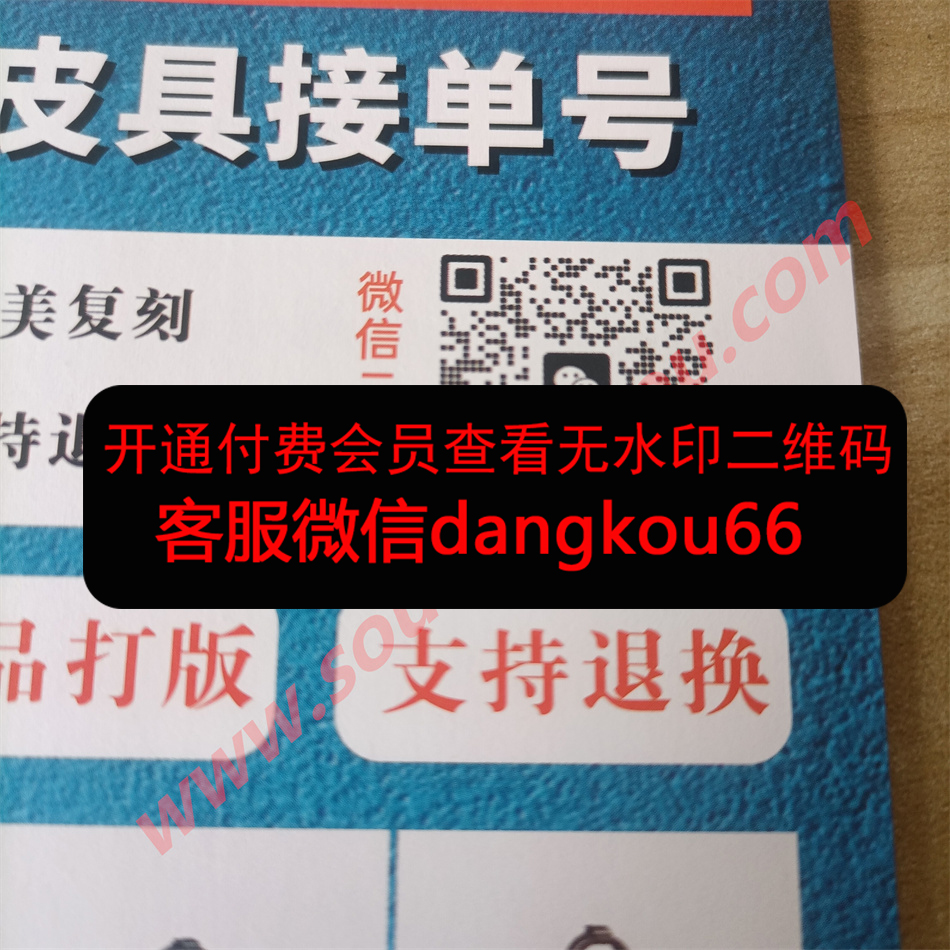 皮具接单号
美复刻
微信二
持退
开通付费会员查看无水印二维码
客服微信dangkou66
品打版
支持退换